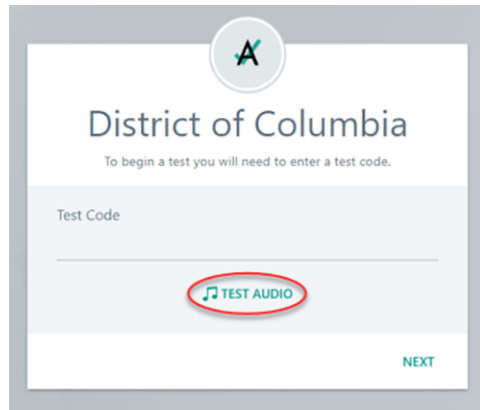 District of Columbia
To begin a test you will need to enter a test code.
Test Code
TEST AUDIO
NEXT